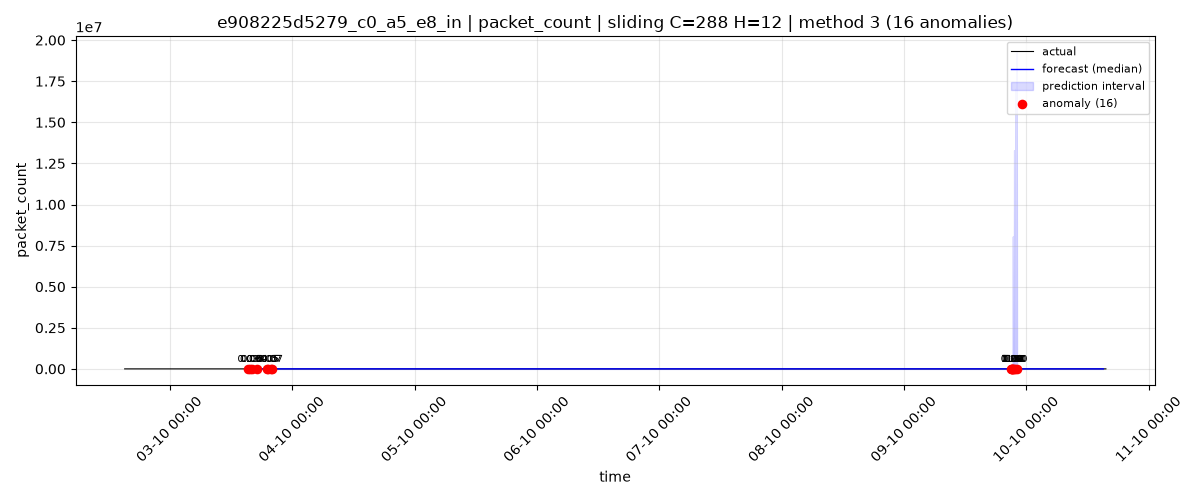 e908225d5279_c0_a5_e8_in | packet_count | sliding C=288 H=12 | method 3 (16 anomalies)
1e7
2.00
1.75
1.50
1.25
1.00
0.75
0.50
0.25
0.00
packet_count
actual
forecast (median)
prediction interval
anomaly (16)
03-10 00:00
04-10 00:00
05-10 00:00
06-10 00:00
07-10 00:00
08-10 00:00
09-10 00:00
10-10 00:00
11-10 00:00
time